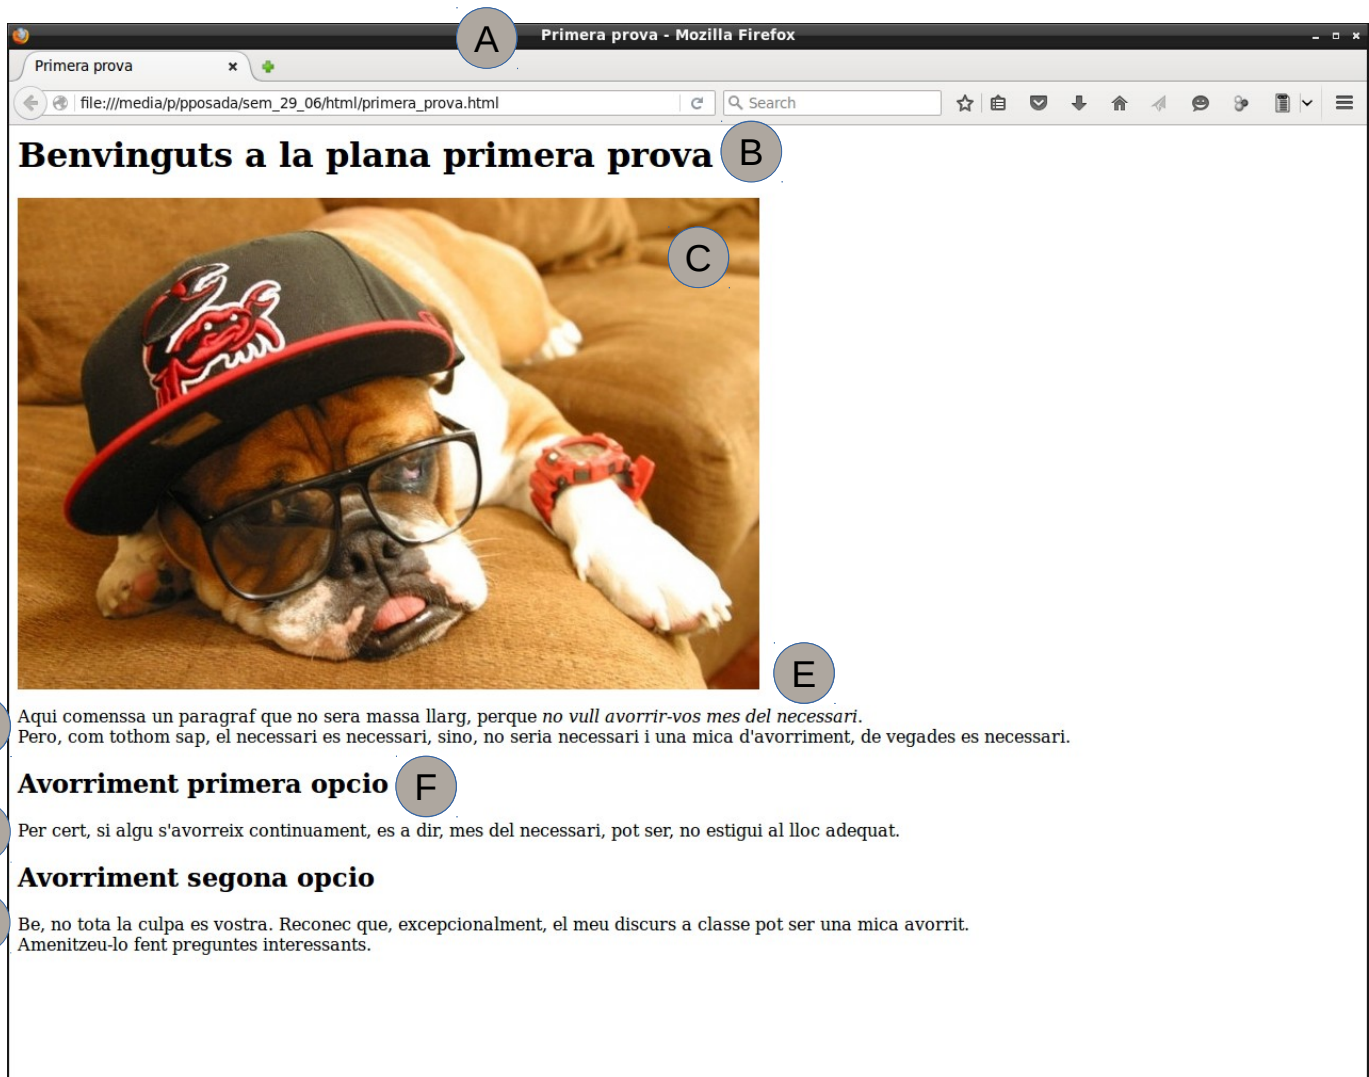 A
Primera prova - Mozilla Firefox
Primera prova
file:///media/p/pposada/sem_29_06/html/primera_prova.html
Search
Benvinguts a la plana primera prova
B
C
E
Aqui comenssa un paragraf que no sera massa llarg, perque no vull avorrir-vos mes del necessari.
Pero, com tothom sap, el necessari es necessari, sino, no seria necessari i una mica d'avorriment, de vegades es necessari.
Avorriment primera opcio
F
Per cert, si algu s'avorreix continuament, es a dir, mes del necessari, pot ser, no estigui al lloc adequat.
Avorriment segona opcio
Be, no tota la culpa es vostra. Reconec que, excepcionalment, el meu discurs a classe pot ser una mica avorrit.
Amenitzeu-lo fent preguntes interessants.